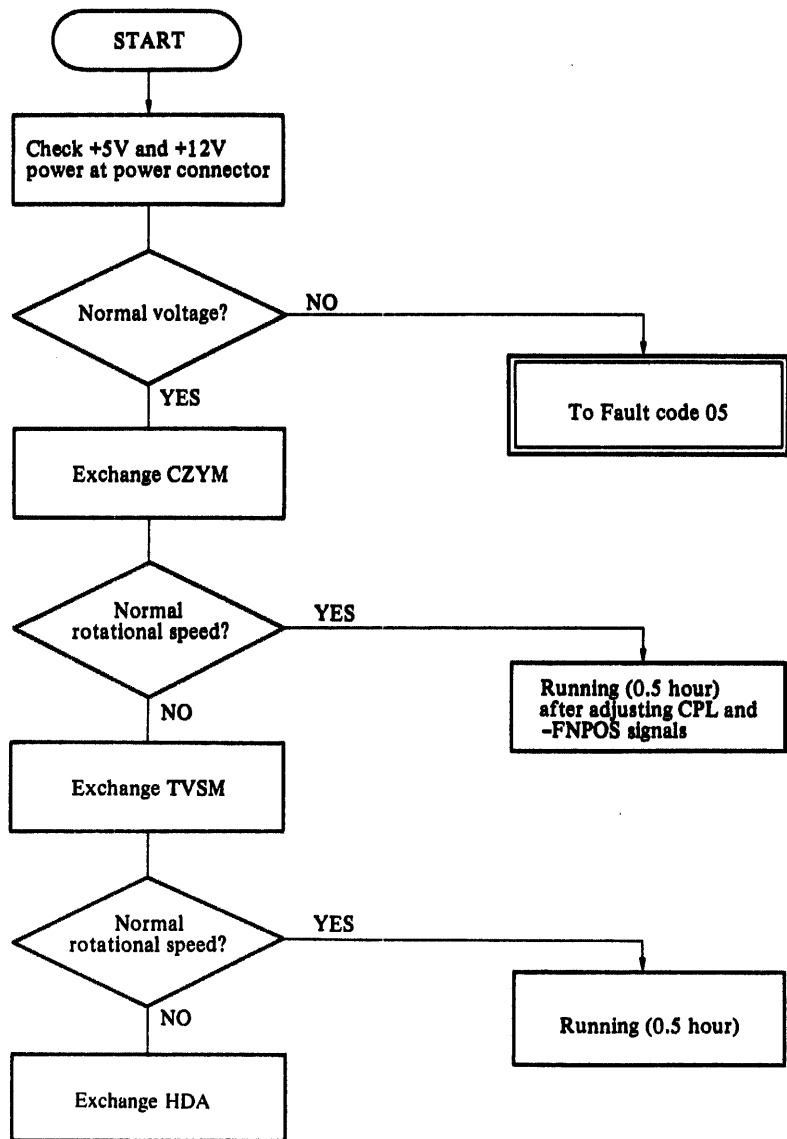 START
Check +5V and +12V
power at power connector
Normal voltage?
NO
YES
To Fault code 05
Exchange CZYM
Normal
rotational speed?
YES
NO
Running (0.5 hour)
after adjusting CPL and
-FNPOS signals
Exchange TVSM
Normal
rotational speed?
YES
NO
Running (0.5 hour)
Exchange HDA